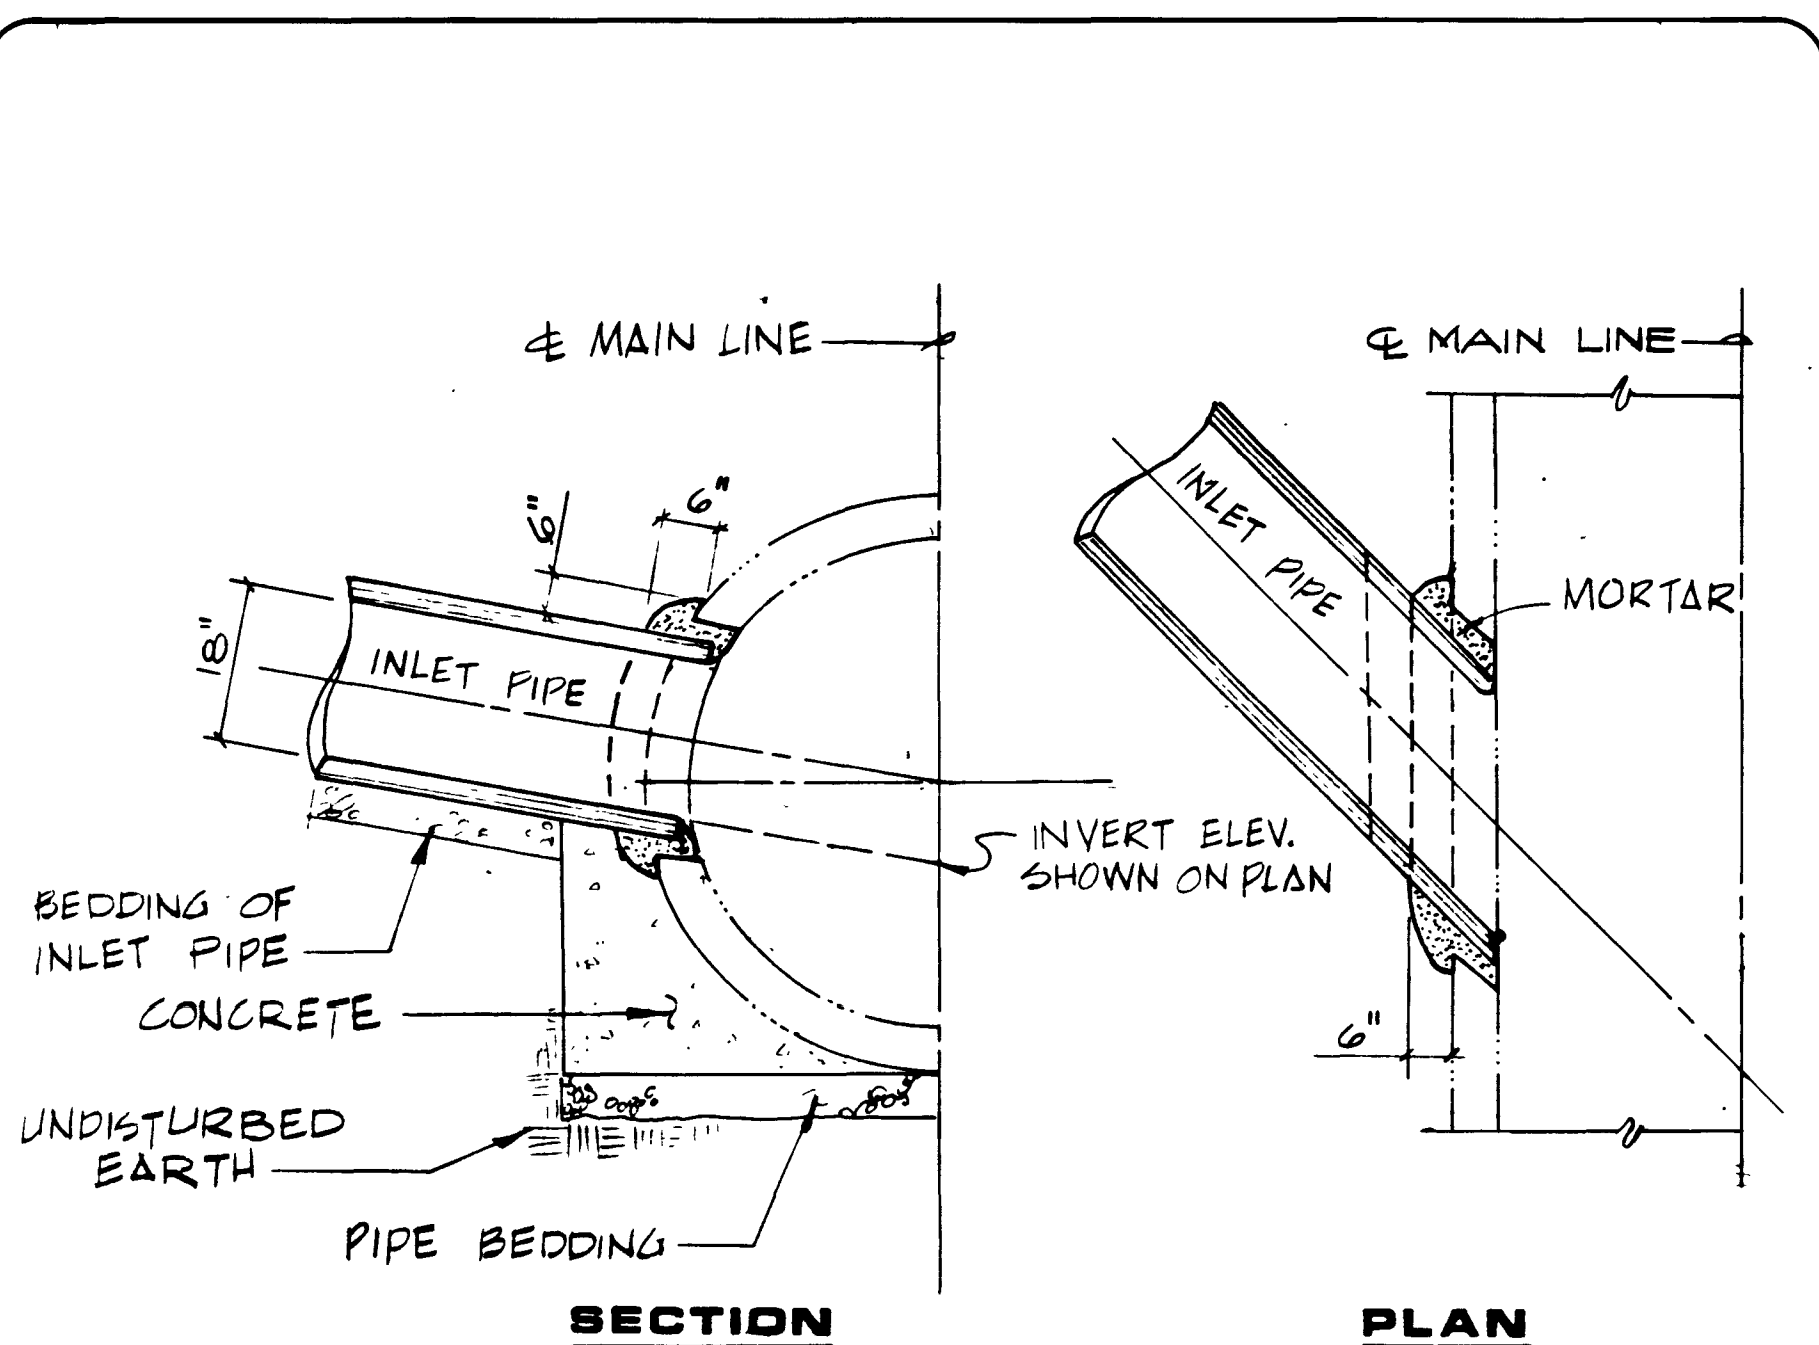 ℄ MAIN LINE
℄ MAIN LINE
6"
6"
18"
INLET PIPE
INLET PIPE
MORTAR
INVERT ELEV.
SHOWN ON PLAN
BEDDING OF
INLET PIPE
CONCRETE
6"
UNDISTURBED
EARTH
PIPE BEDDING
SECTION
PLAN